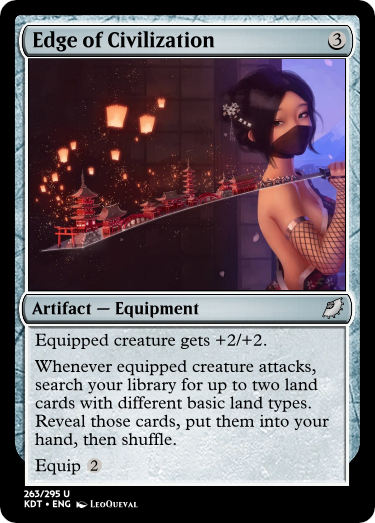 Edge of Civilization 3
Artifact — Equipment
Equipped creature gets +2/+2.
Whenever equipped creature attacks,
search your library for up to two land
cards with different basic land types.
Reveal those cards, put them into your
hand, then shuffle.
Equip 2
263/295 U
KDT • ENG LeoQueval